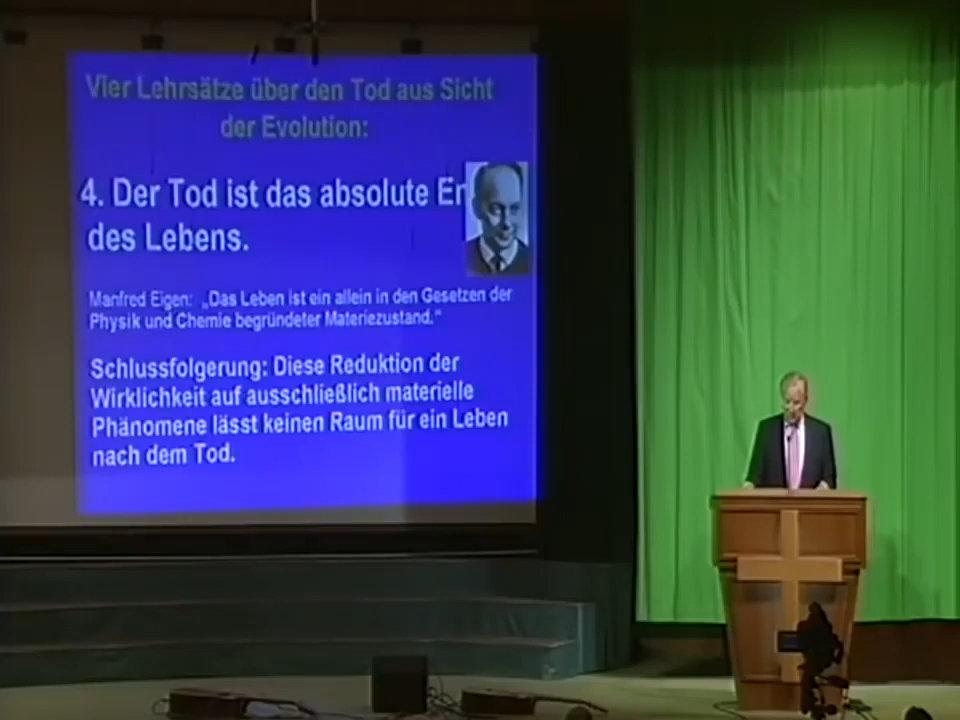 Vier Lehrsätze über den Tod aus Sicht
der Evolution:
4. Der Tod ist das absolute
des Lebens.
Manfred Eigen: „Das Leben ist ein allein in den Gesetzen der
Physik und Chemie begründeter Materiezustand."
Schlussfolgerung: Diese Reduktion der
Wirklichkeit auf ausschließlich materielle
Phänomene lässt keinen Raum für ein Leben
nach dem Tod.